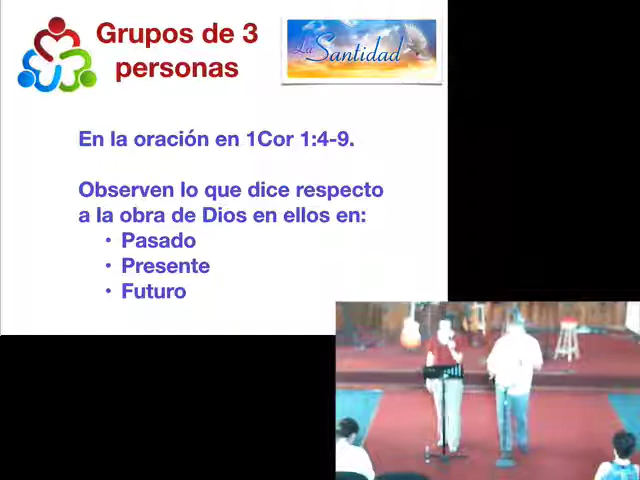 Grupos de 3
personas
La Santidad
En la oración en 1Cor 1:4-9.
Observen lo que dice respecto
a la obra de Dios en ellos en:
• Pasado
• Presente
• Futuro